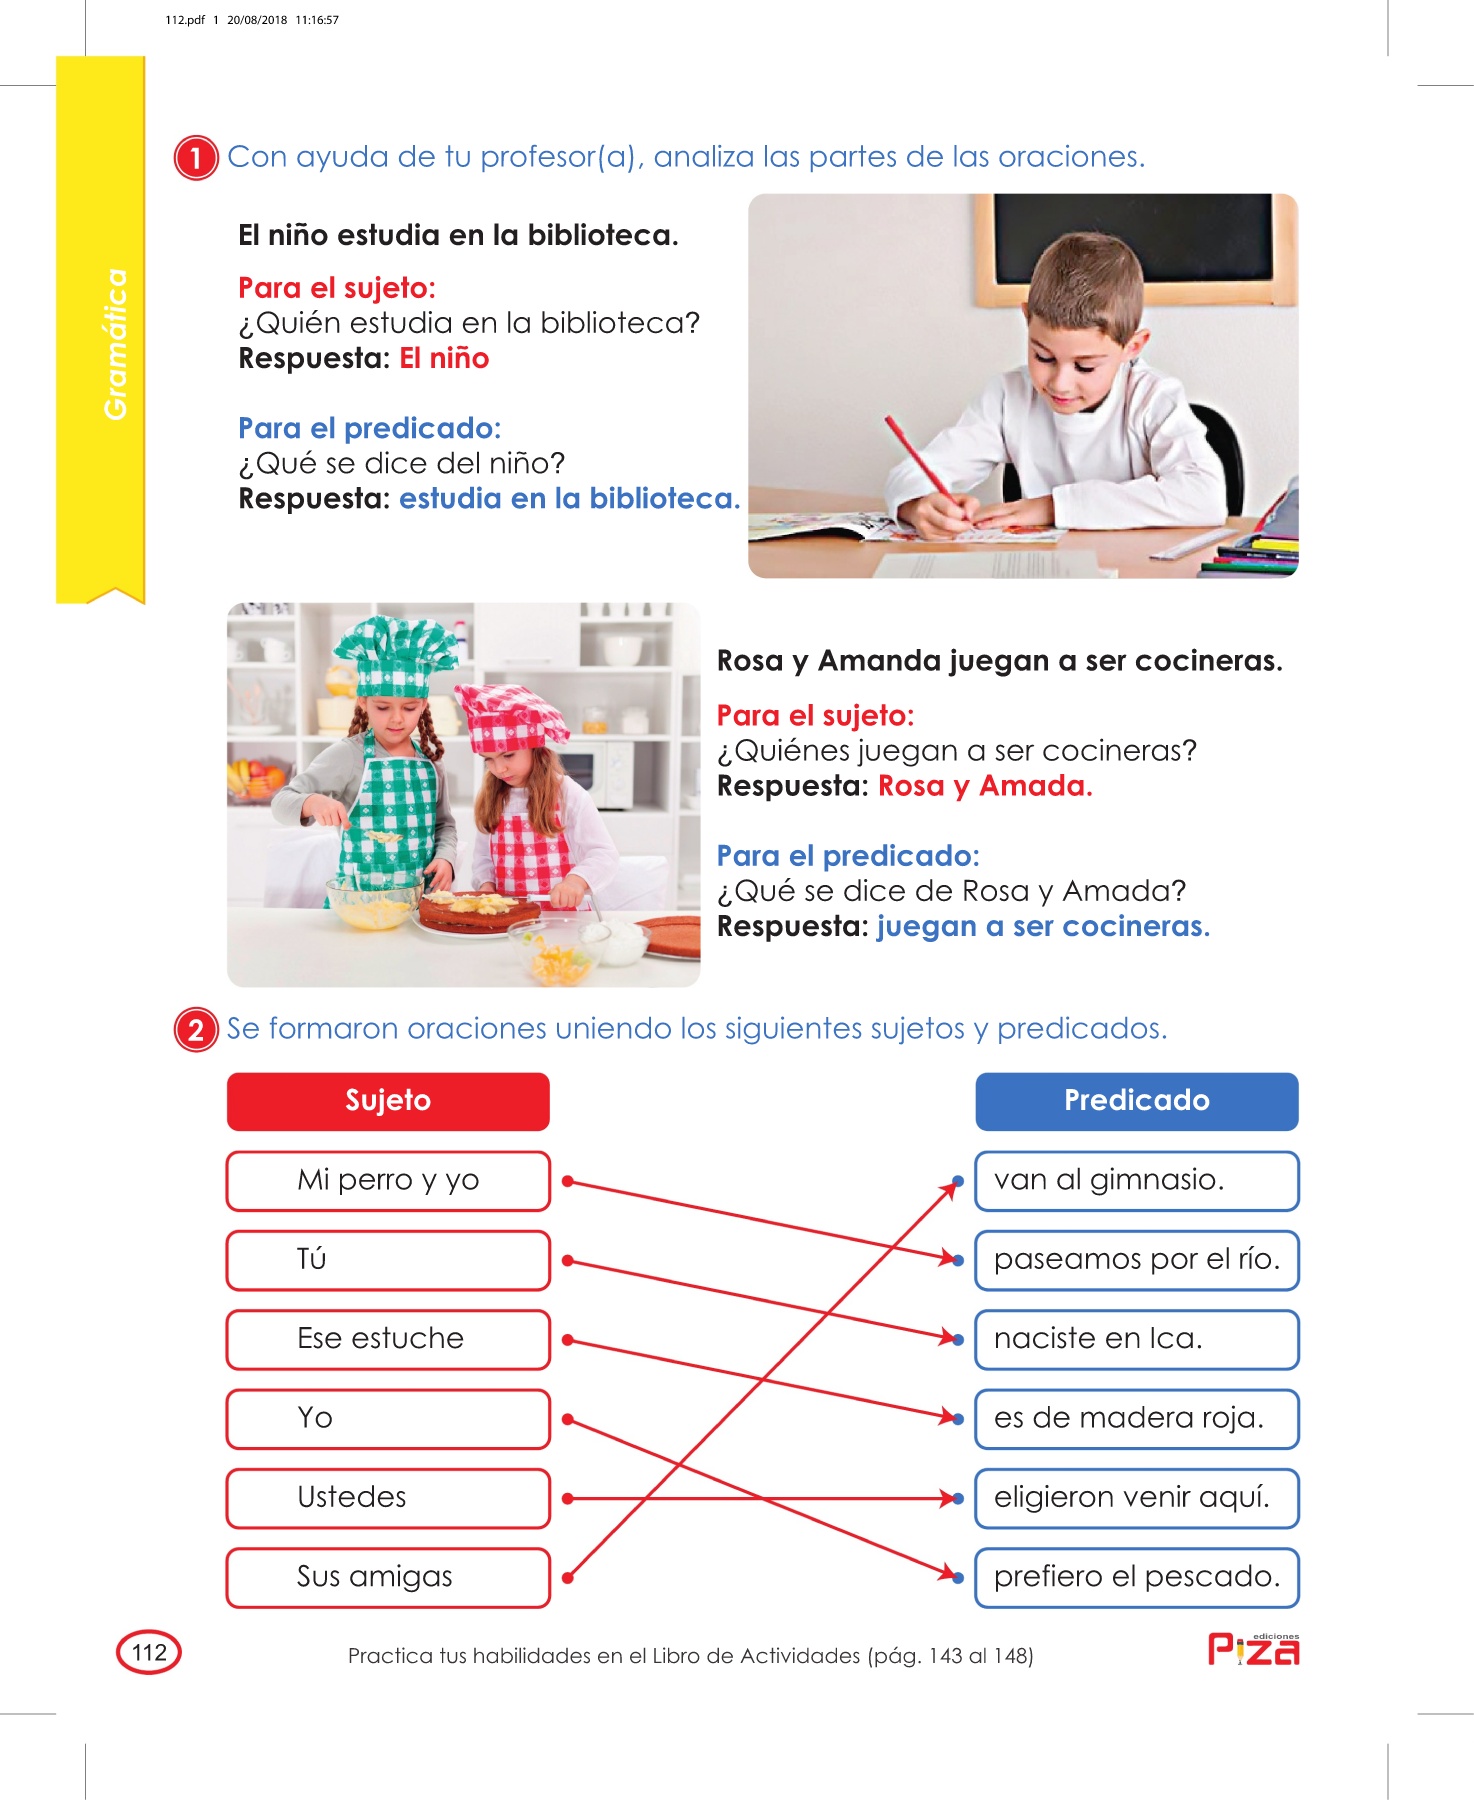 112.pdf 1 20/08/2018 11:16:57
Gramática
1 Con ayuda de tu profesor(a), analiza las partes de las oraciones.
El niño estudia en la biblioteca.
Para el sujeto:
¿Quién estudia en la biblioteca?
Respuesta: El niño
Para el predicado:
¿Qué se dice del niño?
Respuesta: estudia en la biblioteca.
Rosa y Amanda juegan a ser cocineras.
Para el sujeto:
¿Quiénes juegan a ser cocineras?
Respuesta: Rosa y Amada.
Para el predicado:
¿Qué se dice de Rosa y Amada?
Respuesta: juegan a ser cocineras.
2 Se formaron oraciones uniendo los siguientes sujetos y predicados.
Sujeto Predicado
Mi perro y yo van al gimnasio.
Tú paseamos por el río.
Ese estuche naciste en Ica.
Yo es de madera roja.
Ustedes eligieron venir aquí.
Sus amigas prefiero el pescado.
112 Practica tus habilidades en el Libro de Actividades (pág. 143 al 148)
ediciones
Piza